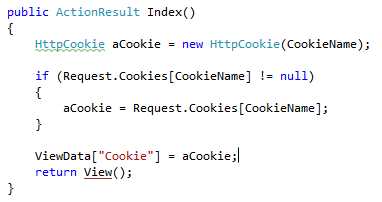 public ActionResult Index()
{
HttpCookie aCookie = new HttpCookie(CookieName);
if (Request.Cookies[CookieName] != null)
{
aCookie = Request.Cookies[CookieName];
}
ViewData["Cookie"] = aCookie;
return View();
}